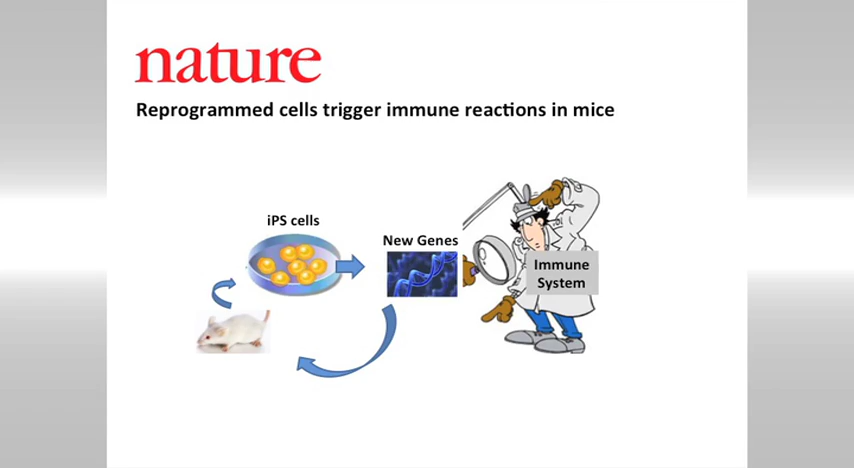 nature
Reprogrammed cells trigger immune reactions in mice
iPS cells
New Genes
Immune
System